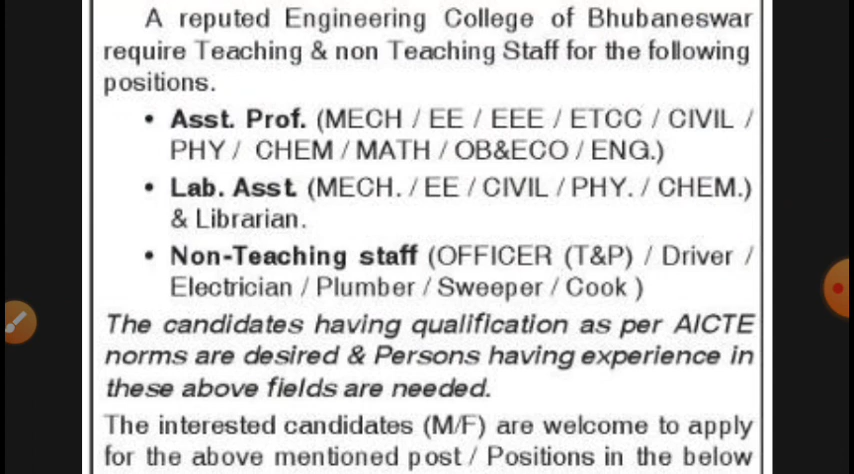 A reputed Engineering College of Bhubaneswar
require Teaching & non Teaching Staff for the following
positions.
• Asst. Prof. (MECH / EE / EEE / ETCC / CIVIL /
PHY / CHEM / MATH / OB&ECO / ENG.)
• Lab. Asst. (MECH. / EE / CIVIL / PHY. / CHEM.)
& Librarian.
• Non-Teaching staff (OFFICER (T&P) / Driver /
Electrician / Plumber / Sweeper / Cook )
The candidates having qualification as per AICTE
norms are desired & Persons having experience in
these above fields are needed.
The interested candidates (M/F) are welcome to apply
for the above mentioned post / Positions in the below